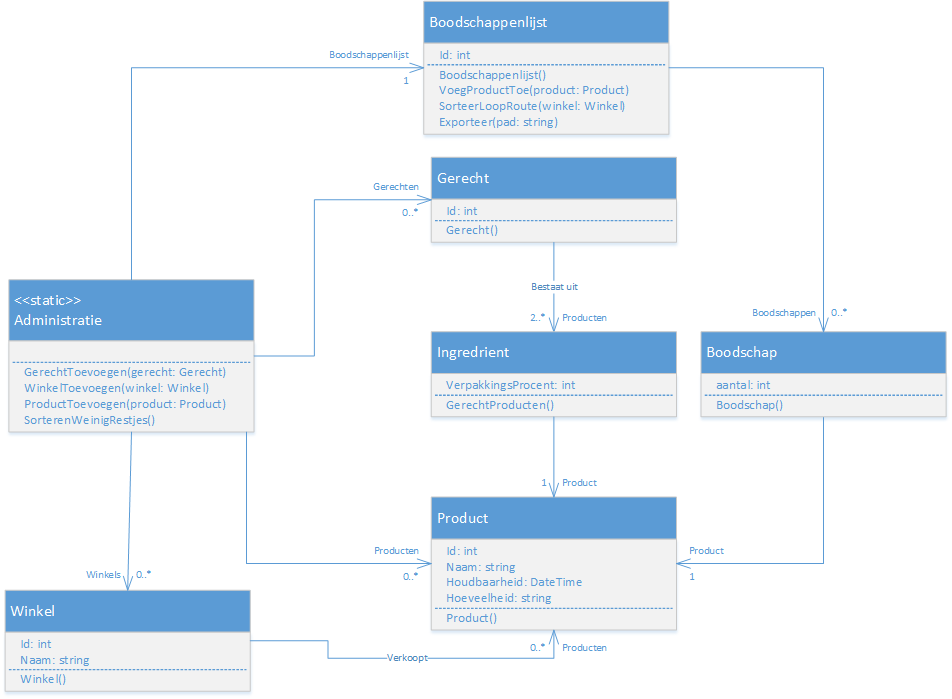 Boodschappenlijst
Id: int
Boodschappenlijst()
VoegProductToe(product: Product)
SorteerLoopRoute(winkel: Winkel)
Exporteer(pad: string)
Boodschappenlijst
1
Gerecht
Id: int
Gerecht()
Gerechten
0..*
Bestaat uit
2..*
Producten
<<static>>
Administratie
GerechtToevoegen(gerecht: Gerecht)
WinkelToevoegen(winkel: Winkel)
ProductToevoegen(product: Product)
SorterenWeinigRestjes()
Ingredrient
VerpakkingsProcent: int
GerechtProducten()
Boodschappen
0..*
Boodschap
aantal: int
Boodschap()
1
Product
Product
Id: int
Naam: string
Houdbaarheid: DateTime
Hoeveelheid: string
Product()
Producten
0..*
Product
1
Winkels
0..*
Winkel
Id: int
Naam: string
Winkel()
Verkoopt
0..*
Producten